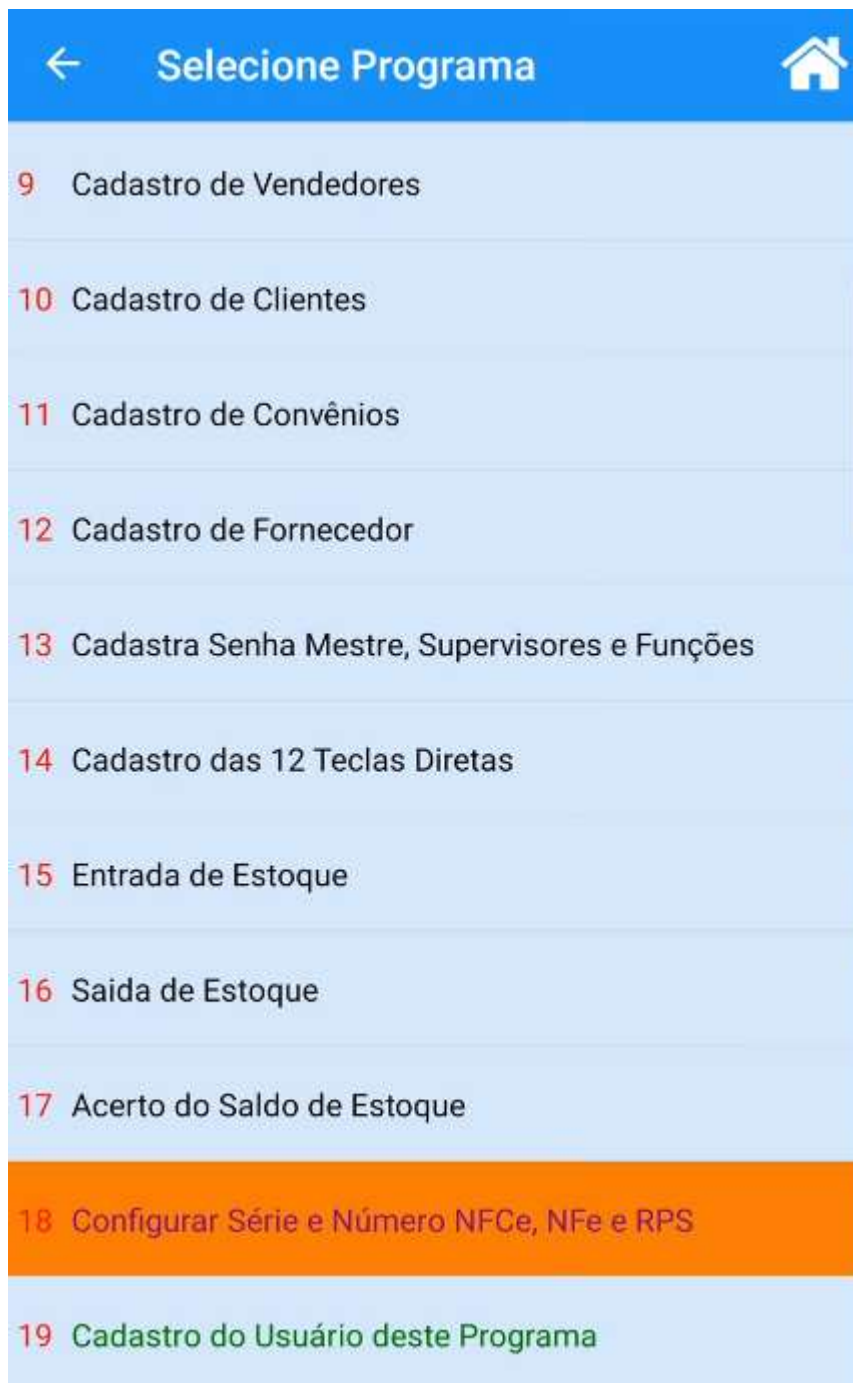 Selecione Programa
9 Cadastro de Vendedores
10 Cadastro de Clientes
11 Cadastro de Convênios
12 Cadastro de Fornecedor
13 Cadastra Senha Mestre, Supervisores e Funções
14 Cadastro das 12 Teclas Diretas
15 Entrada de Estoque
16 Saida de Estoque
17 Acerto do Saldo de Estoque
18 Configurar Série e Número NFCe, NFe e RPS
19 Cadastro do Usuário deste Programa